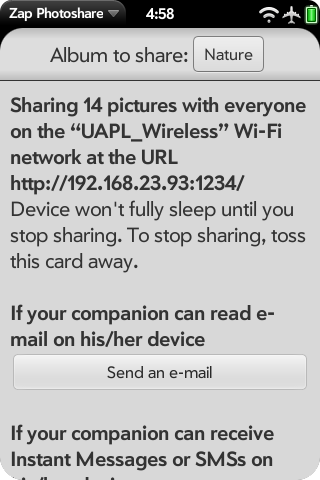 Zap Photoshare 4:58
Album to share: Nature
Sharing 14 pictures with everyone
on the “UAPL_Wireless” Wi-Fi
network at the URL
http://192.168.23.93:1234/
Device won't fully sleep until you
stop sharing. To stop sharing, toss
this card away.
If your companion can read e-
mail on his/her device
Send an e-mail
If your companion can receive
Instant Messages or SMSs on